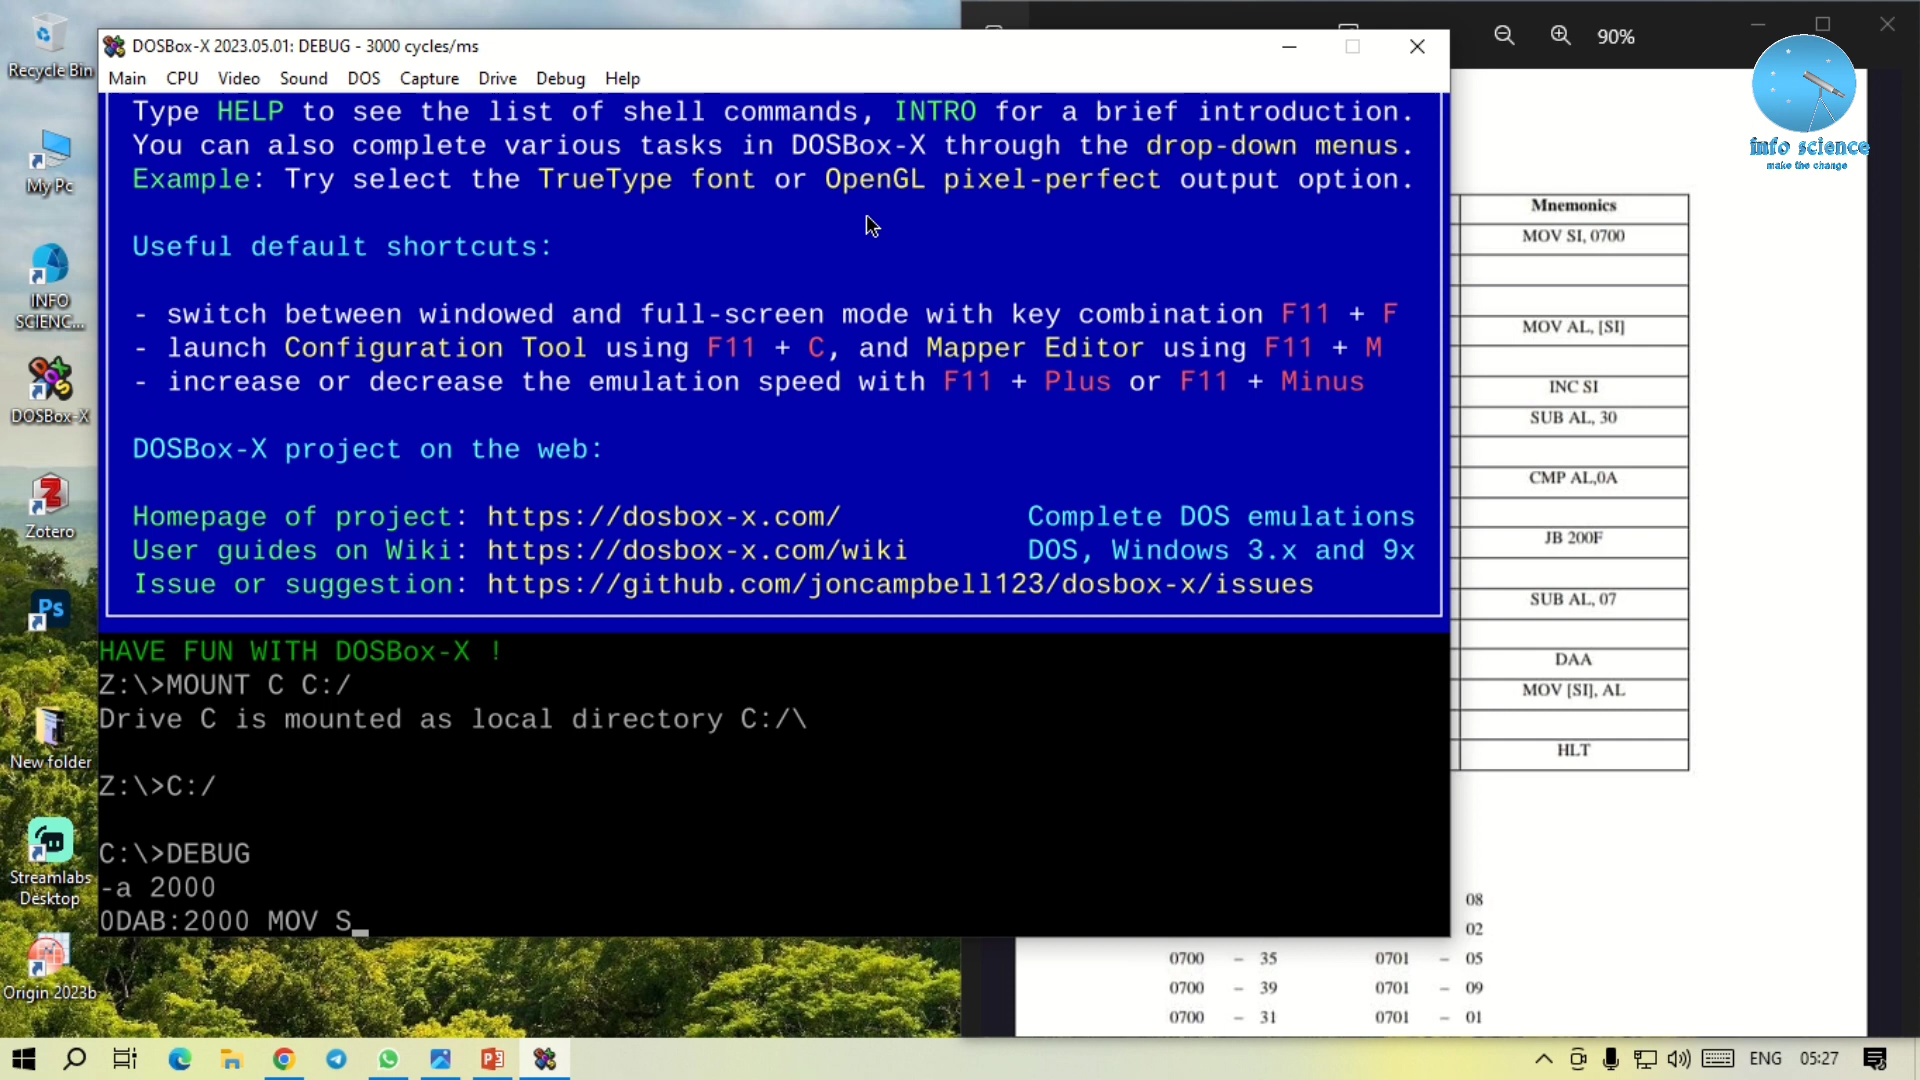 Recycle Bin
My Pc
INFO
SCIENC...
DOSBox-X
Zotero
Ps
New folder
Streamlabs
Desktop
Origin 2023b
DOSBox-X 2023.05.01: DEBUG - 3000 cycles/ms
Main CPU Video Sound DOS Capture Drive Debug Help
Type HELP to see the list of shell commands, INTRO for a brief introduction.
You can also complete various tasks in DOSBox-X through the drop-down menus.
Example: Try select the TrueType font or OpenGL pixel-perfect output option.
Useful default shortcuts:
- switch between windowed and full-screen mode with key combination F11 + F
- launch Configuration Tool using F11 + C, and Mapper Editor using F11 + M
- increase or decrease the emulation speed with F11 + Plus or F11 + Minus
DOSBox-X project on the web:
Homepage of project: https://dosbox-x.com/ Complete DOS emulations
User guides on Wiki: https://dosbox-x.com/wiki DOS, Windows 3.x and 9x
Issue or suggestion: https://github.com/joncampbell123/dosbox-x/issues
HAVE FUN WITH DOSBox-X !
Z:\>MOUNT C C:/
Drive C is mounted as local directory C:/\
Z:\>C:/
C:\>DEBUG
-a 2000
0DAB:2000 MOV S_
90%
info science
make the change
Mnemonics
MOV SI, 0700
MOV AL, [SI]
INC SI
SUB AL, 30
CMP AL,0A
JB 200F
SUB AL, 07
DAA
MOV [SI], AL
HLT
08
02
0700 – 35 0701 – 05
0700 – 39 0701 – 09
0700 – 31 0701 – 01
ENG 05:27